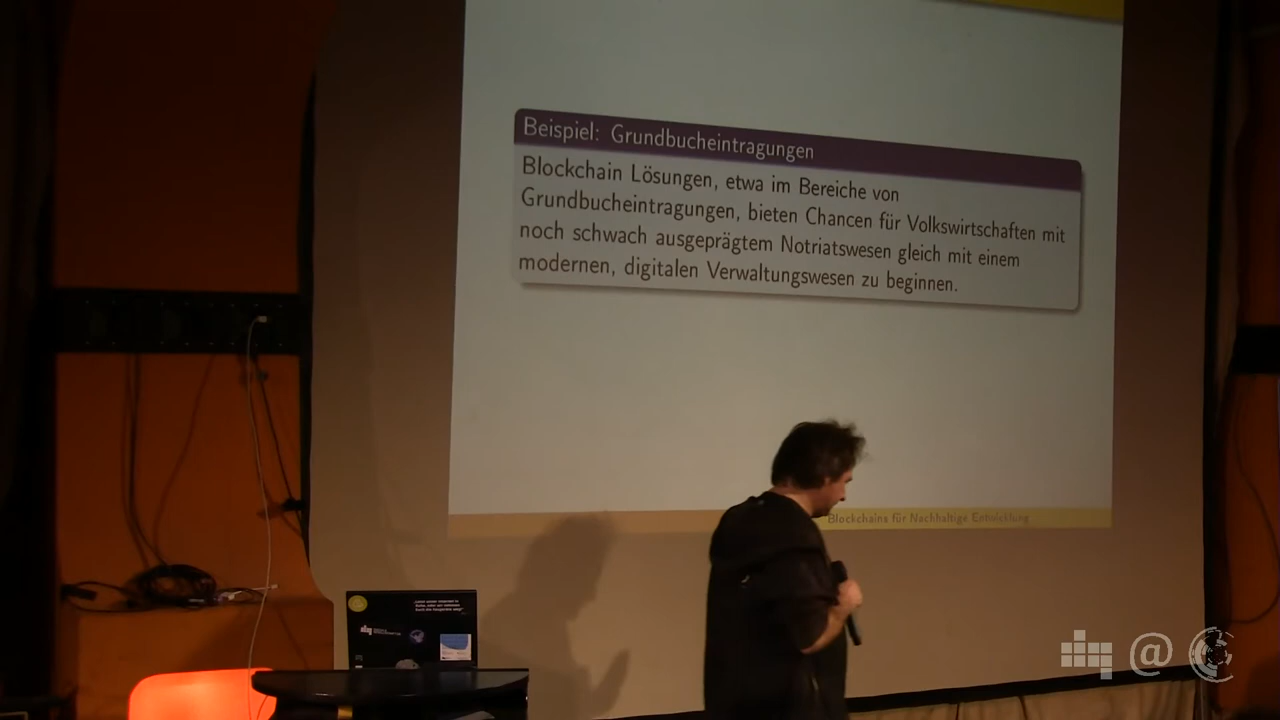 Beispiel: Grundbucheintragungen
Blockchain Lösungen, etwa im Bereiche von
Grundbucheintragungen, bieten Chancen für Volkswirtschaften mit
noch schwach ausgeprägtem Notriatswesen gleich mit einem
modernen, digitalen Verwaltungswesen zu beginnen.
Blockchains für Nachhaltige Entwicklung
@